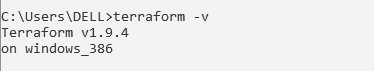 C:\Users\DELL>terraform -v
Terraform v1.9.4
on windows_386